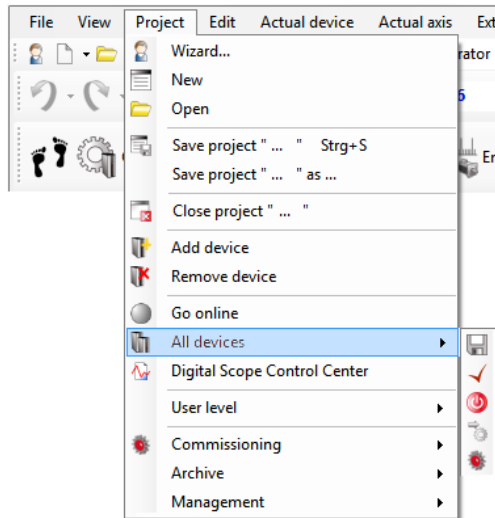 File View Project Edit Actual device Actual axis Ext
Wizard... rator
New
Open
Save project " ... " Strg+S
Save project " ... " as ...
Close project " ... "
Add device
Remove device
Go online
All devices
Digital Scope Control Center
User level
Commissioning
Archive
Management